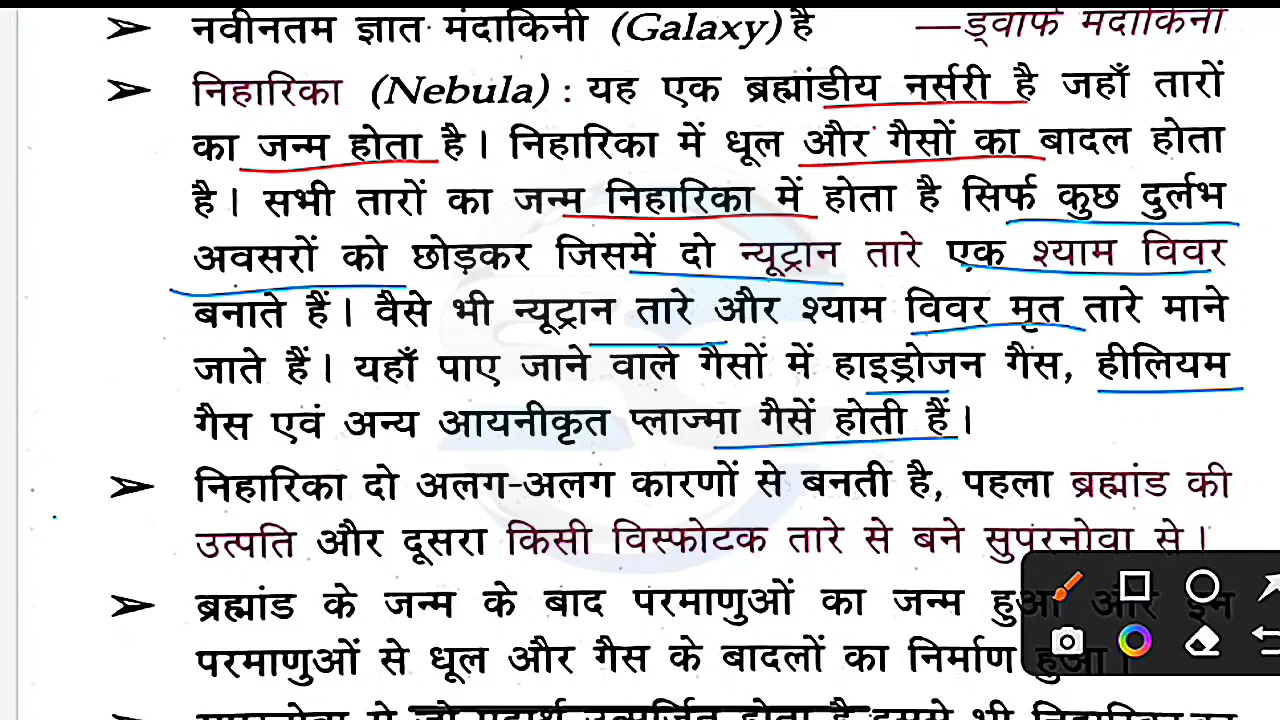 ➢ नवीनतम ज्ञात मंदाकिनी (Galaxy) है —ड्वार्फ मंदाकिनी
➢ निहारिका (Nebula) : यह एक ब्रह्मांडीय नर्सरी है जहाँ तारों
का जन्म होता है। निहारिका में धूल और गैसों का बादल होता
है। सभी तारों का जन्म निहारिका में होता है सिर्फ कुछ दुर्लभ
अवसरों को छोड़कर जिसमें दो न्यूट्रान तारे एक श्याम विवर
बनाते हैं। वैसे भी न्यूट्रान तारे और श्याम विवर मृत तारे माने
जाते हैं। यहाँ पाए जाने वाले गैसों में हाइड्रोजन गैस, हीलियम
गैस एवं अन्य आयनीकृत प्लाज्मा गैसें होती हैं।
➢ निहारिका दो अलग-अलग कारणों से बनती है, पहला ब्रह्मांड की
उत्पति और दूसरा किसी विस्फोटक तारे से बने सुपरनोवा से।
➢ ब्रह्मांड के जन्म के बाद परमाणुओं का जन्म हुआ और इन
परमाणुओं से धूल और गैस के बादलों का निर्माण हुआ।